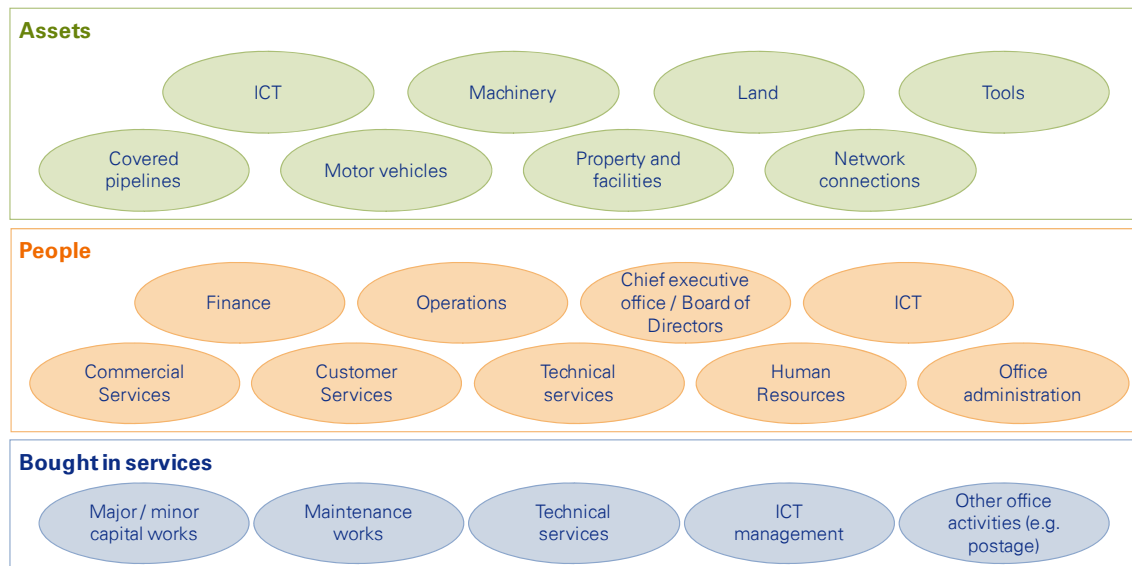 Assets
ICT
Machinery
Land
Tools
Covered
pipelines
Motor vehicles
Property and
facilities
Network
connections
People
Finance
Operations
Chief executive
office / Board of
Directors
ICT
Commercial
Services
Customer
Services
Technical
services
Human
Resources
Office
administration
Bought in services
Major / minor
capital works
Maintenance
works
Technical
services
ICT
management
Other office
activities (e.g.
postage)